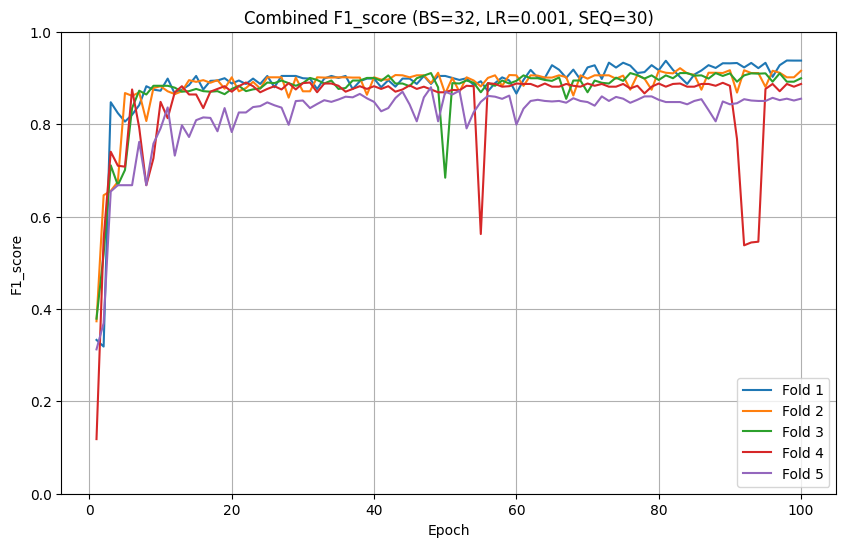 Combined F1_score (BS=32, LR=0.001, SEQ=30)
F1_score
1.0
0.8
0.6
0.4
0.2
0.0
0 20 40 60 80 100
Epoch
Fold 1
Fold 2
Fold 3
Fold 4
Fold 5